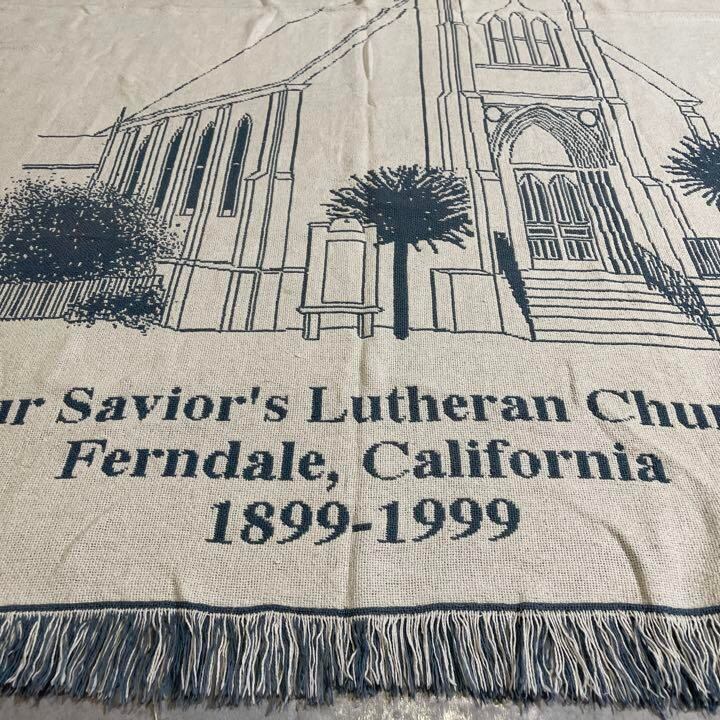 ur Savior's Lutheran Chur
Ferndale, California
1899-1999